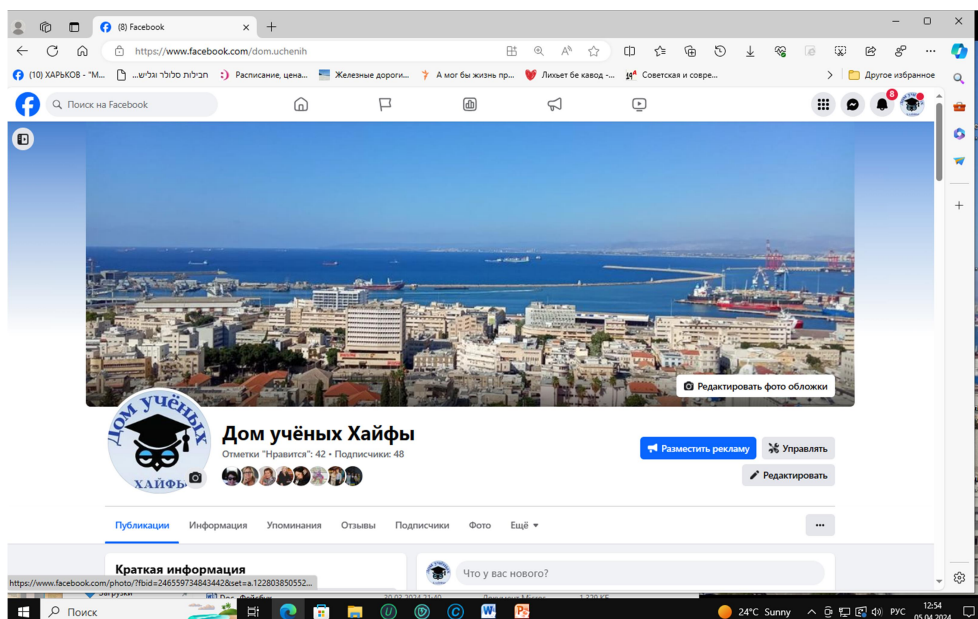 (8) Facebook
https://www.facebook.com/dom.uchenih
(10) ХАРЬКОВ - "М...
חבילות סלולר וגליש...
Расписание, цена...
Железные дороги...
А мог бы жизнь пр...
Лихьет бе кавод -...
Советская и совре...
Другое избранное
Поиск на Facebook
8
Редактировать фото обложки
Дом учёных
ХАЙФЫ
Дом учёных Хайфы
Отметки "Нравится": 42 • Подписчики: 48
Разместить рекламу
Управлять
Редактировать
Публикации Информация Упоминания Отзывы Подписчики Фото Ещё
Краткая информация
Что у вас нового?
https://www.facebook.com/photo/?fbid=246559734843442&set=a.122803850552...
Поиск
24°C Sunny
РУС
12:54
05.04.2024